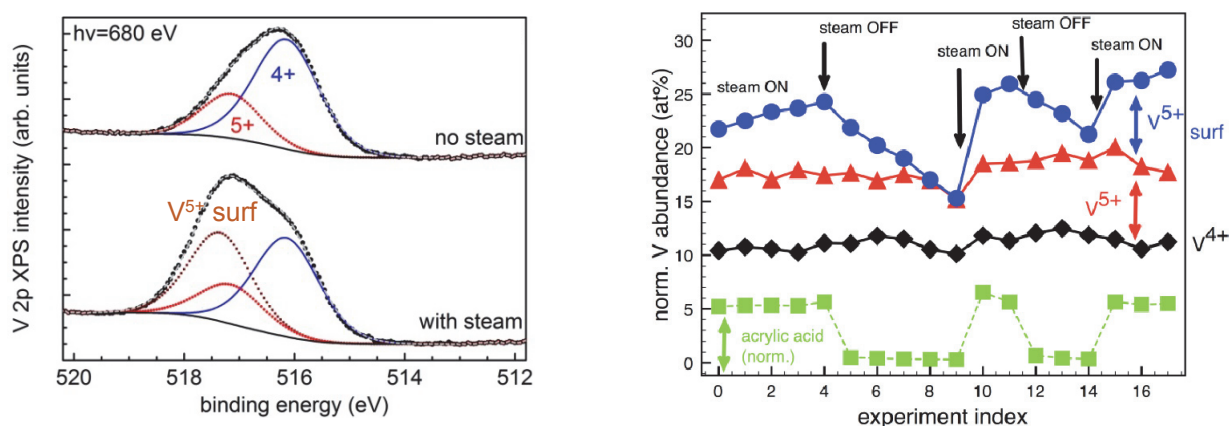 hν=680 eV
4+
5+
no steam
V⁵⁺ surf
with steam
V 2p XPS intensity (arb. units)
520 518 516 514 512
binding energy (eV)
steam OFF
steam OFF
steam ON
steam ON
steam ON
V⁵⁺ surf
V⁵⁺
V⁴⁺
acrylic acid
(norm.)
norm. V abundance (at%)
30
25
20
15
10
5
0
0 2 4 6 8 10 12 14 16
experiment index